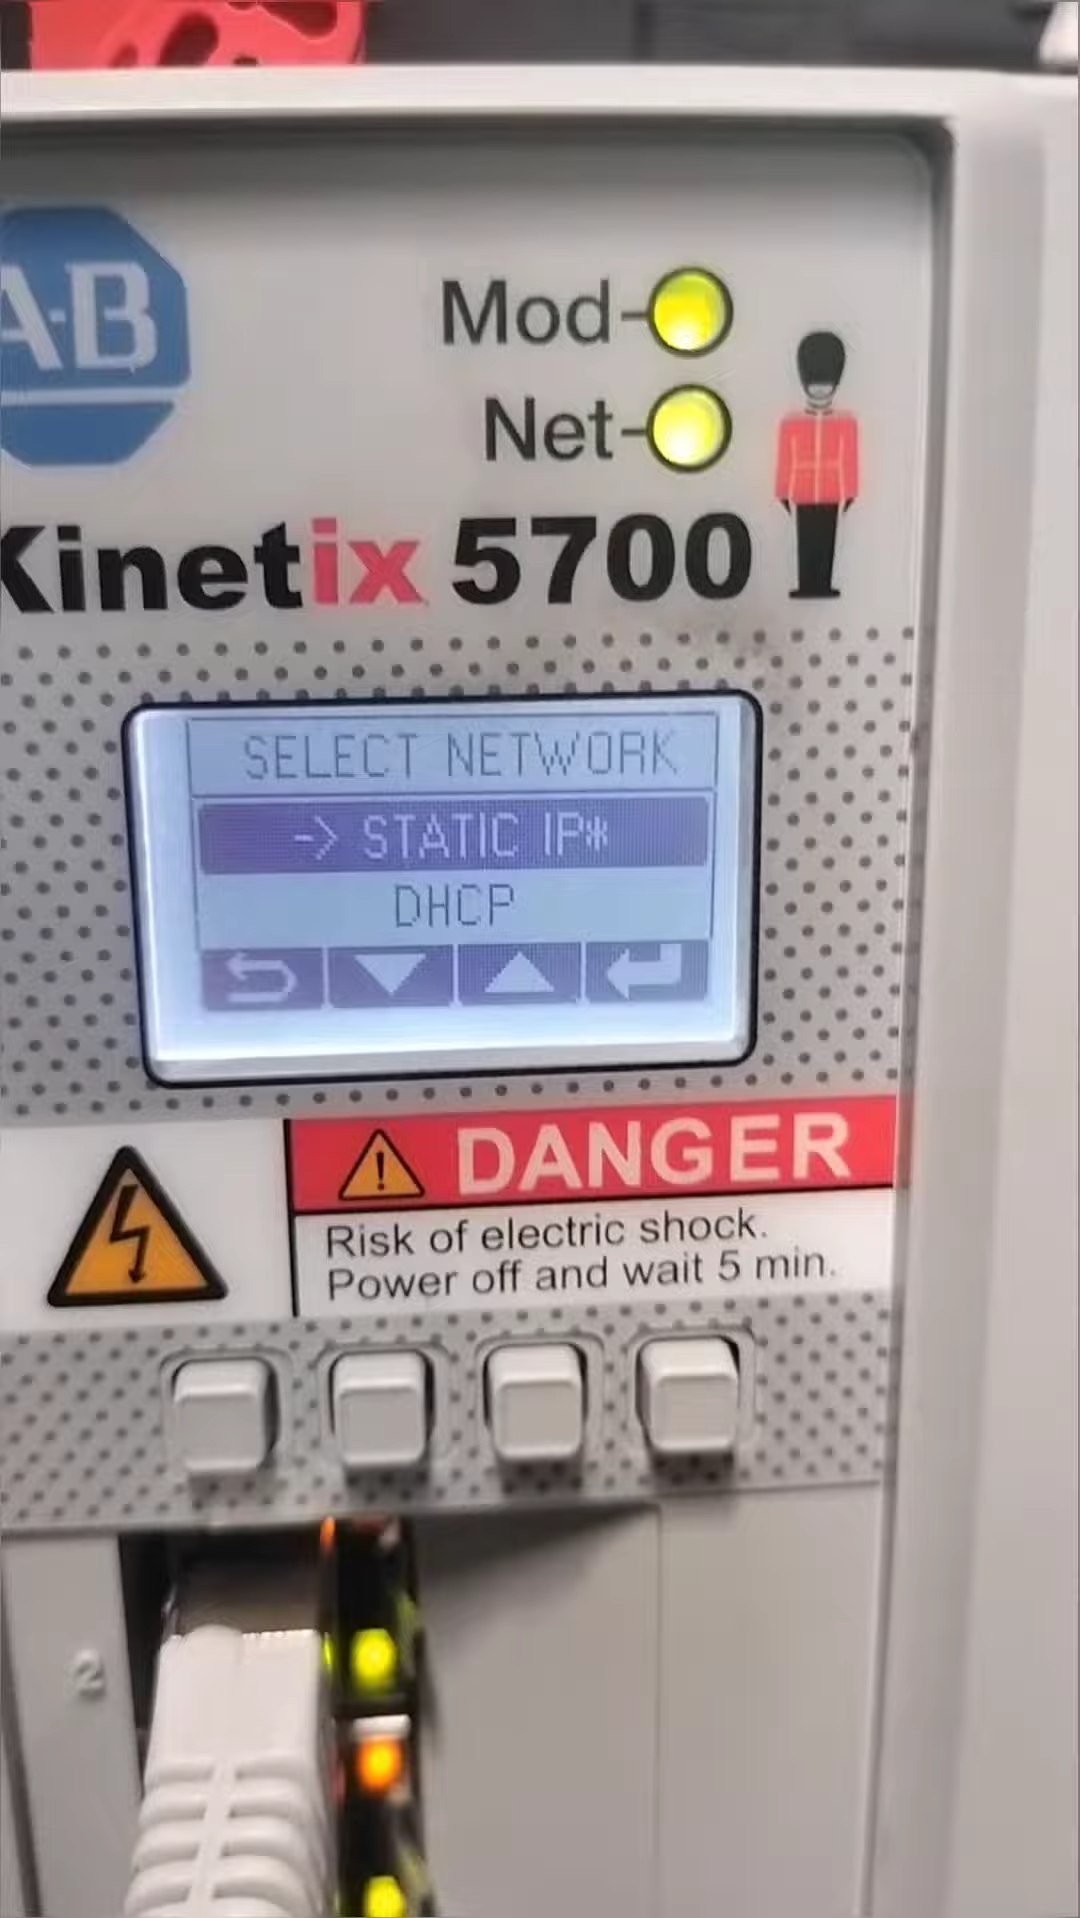 A-B
Mod
Net
Kinetix 5700
SELECT NETWORK
-> STATIC IP*
DHCP
DANGER
Risk of electric shock.
Power off and wait 5 min.
2